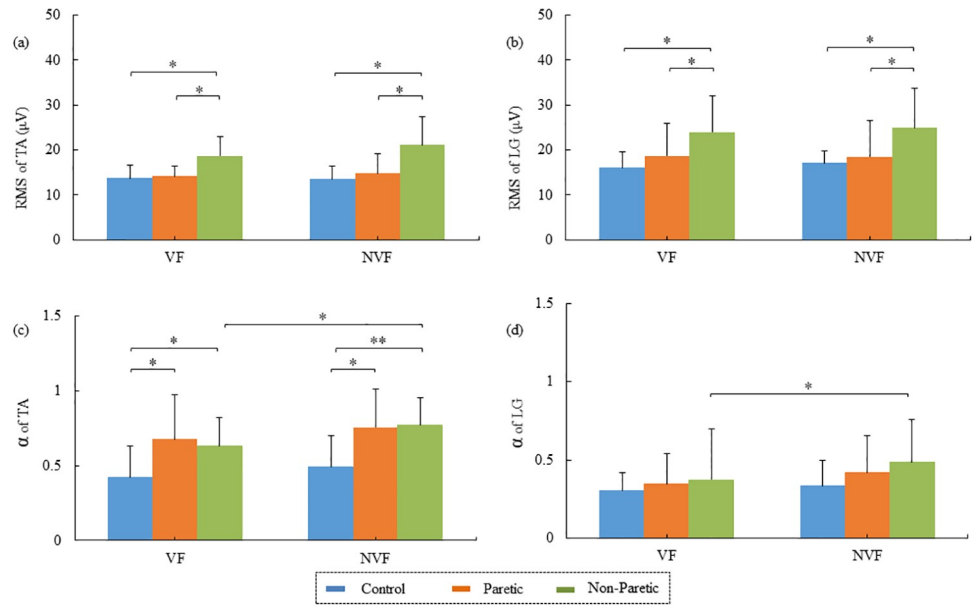 (a)
RMS of TA (μV)
50
40
30
20
10
0
*
*
*
*
VF
NVF
(b)
RMS of LG (μV)
50
40
30
20
10
0
*
*
*
*
VF
NVF
(c)
α of TA
1.5
1
0.5
0
*
*
*
**
*
VF
NVF
(d)
α of LG
1.5
1
0.5
0
*
VF
NVF
Control Paretic Non-Paretic